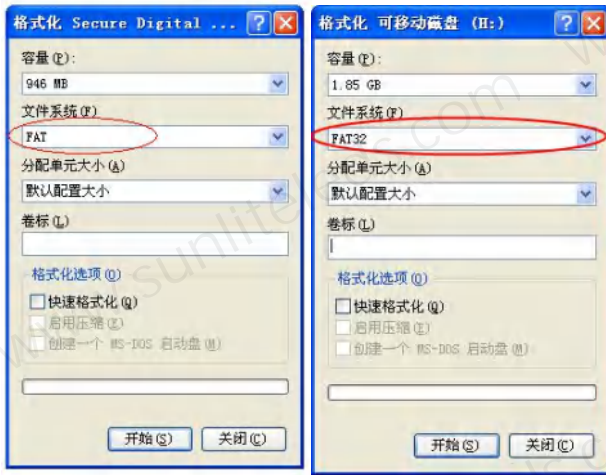 格式化 Secure Digital ...
容量(P):
946 MB
文件系统(F)
FAT
分配单元大小(A)
默认配置大小
卷标(L)
格式化选项(O)
快速格式化(Q)
启用压缩(E)
创建一个 MS-DOS 启动盘(M)
开始(S)
关闭(C)
格式化 可移动磁盘 (H:)
容量(P):
1.85 GB
文件系统(F)
FAT32
分配单元大小(A)
默认配置大小
卷标(L)
格式化选项(O)
快速格式化(Q)
启用压缩(E)
创建一个 MS-DOS 启动盘(M)
开始(S)
关闭(C)